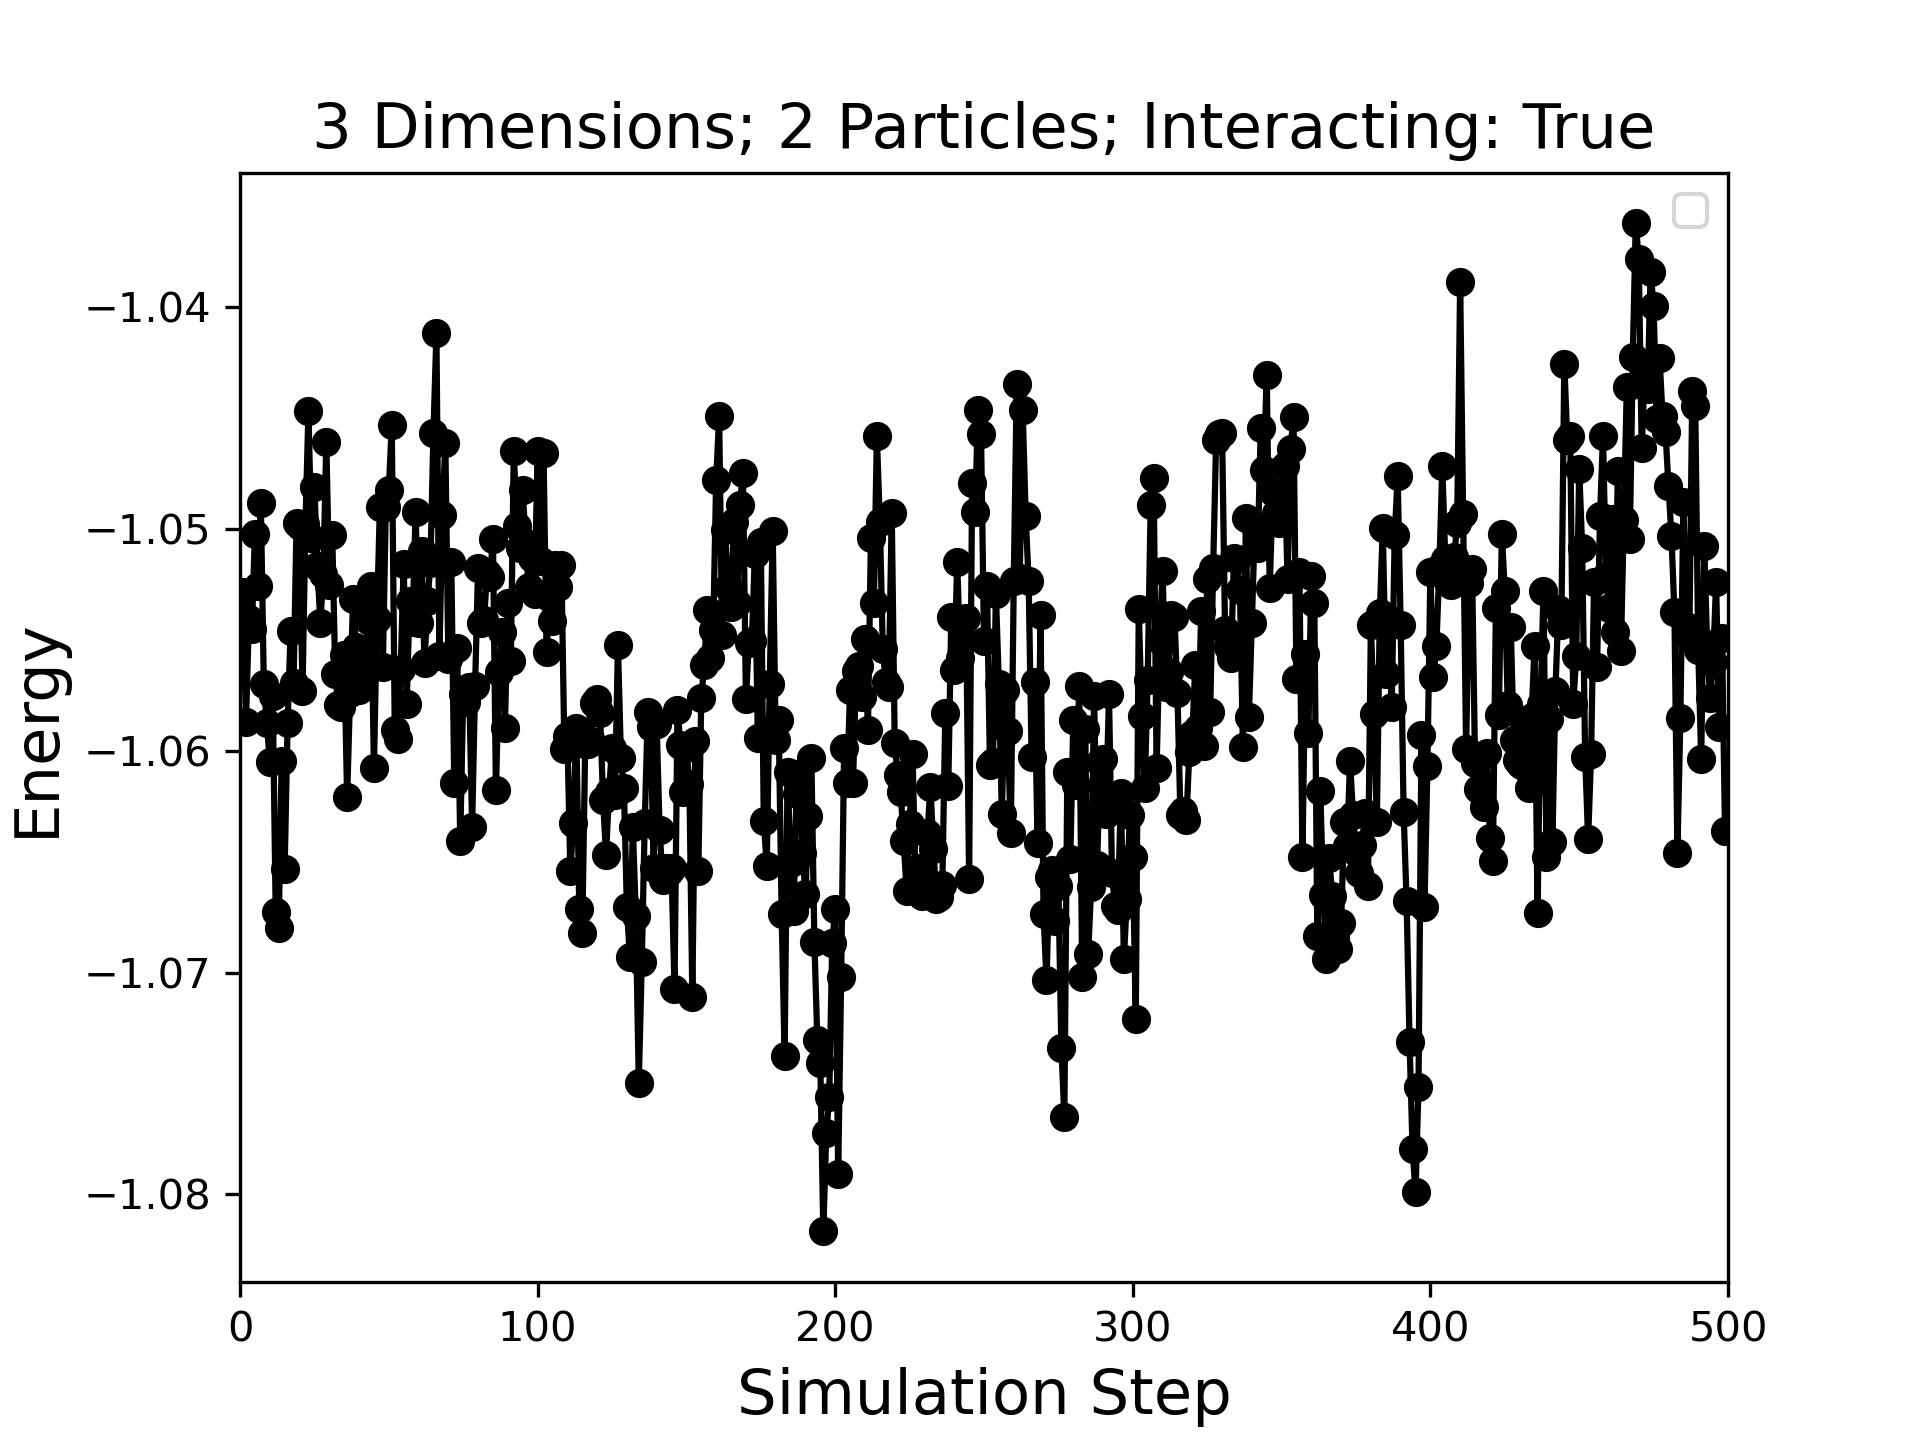 3 Dimensions; 2 Particles; Interacting: True
Energy
−1.04
−1.05
−1.06
−1.07
−1.08
0 100 200 300 400 500
Simulation Step